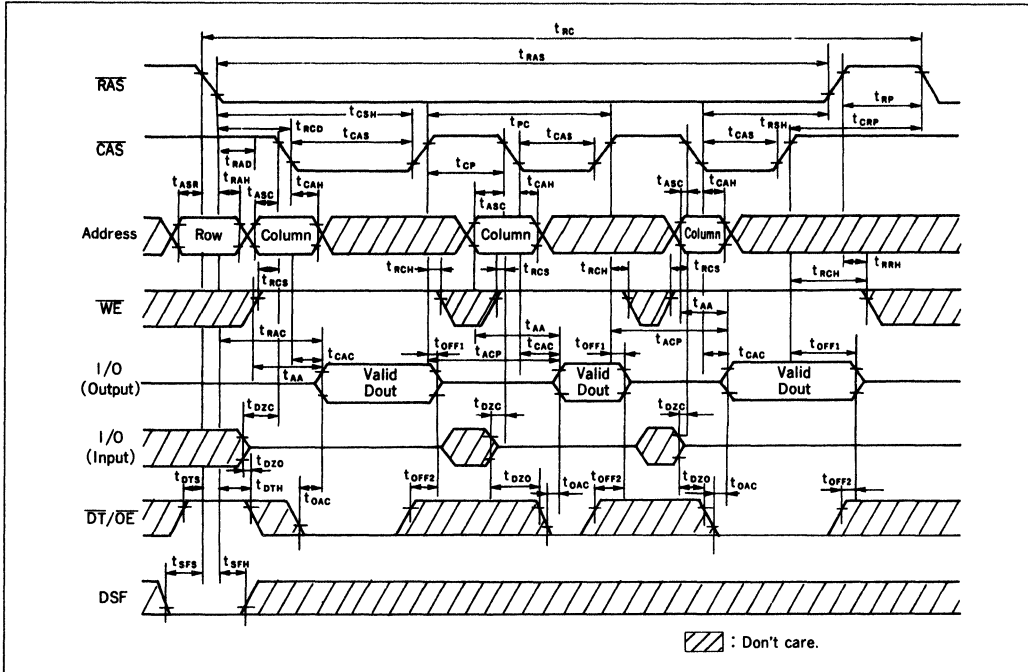 tRC
tRAS
RAS
tCSH
tPC
tRP
tRCD
tCAS
tCAS
tCAS
tRSH
tCRP
CAS
tRAD
tCP
tASR
tRAH
tASC
tCAH
tASC
tCAH
tASC
tCAH
Address
Row
Column
Column
Column
tRCS
tRCH
tRCS
tRCH
tRCS
tRCH
tRRH
WE
tRAC
tAA
tAA
tCAC
tOFF1
tACP
tCAC
tOFF1
tACP
tCAC
tOFF1
I/O
(Output)
tAA
Valid
Dout
Valid
Dout
Valid
Dout
tDZC
tDZC
tDZC
I/O
(Input)
tDZO
tDTS
tDTH
tOAC
tOFF2
tDZO
tOAC
tOFF2
tDZO
tOAC
tOFF2
DT/OE
tSFS
tSFH
DSF
: Don't care.